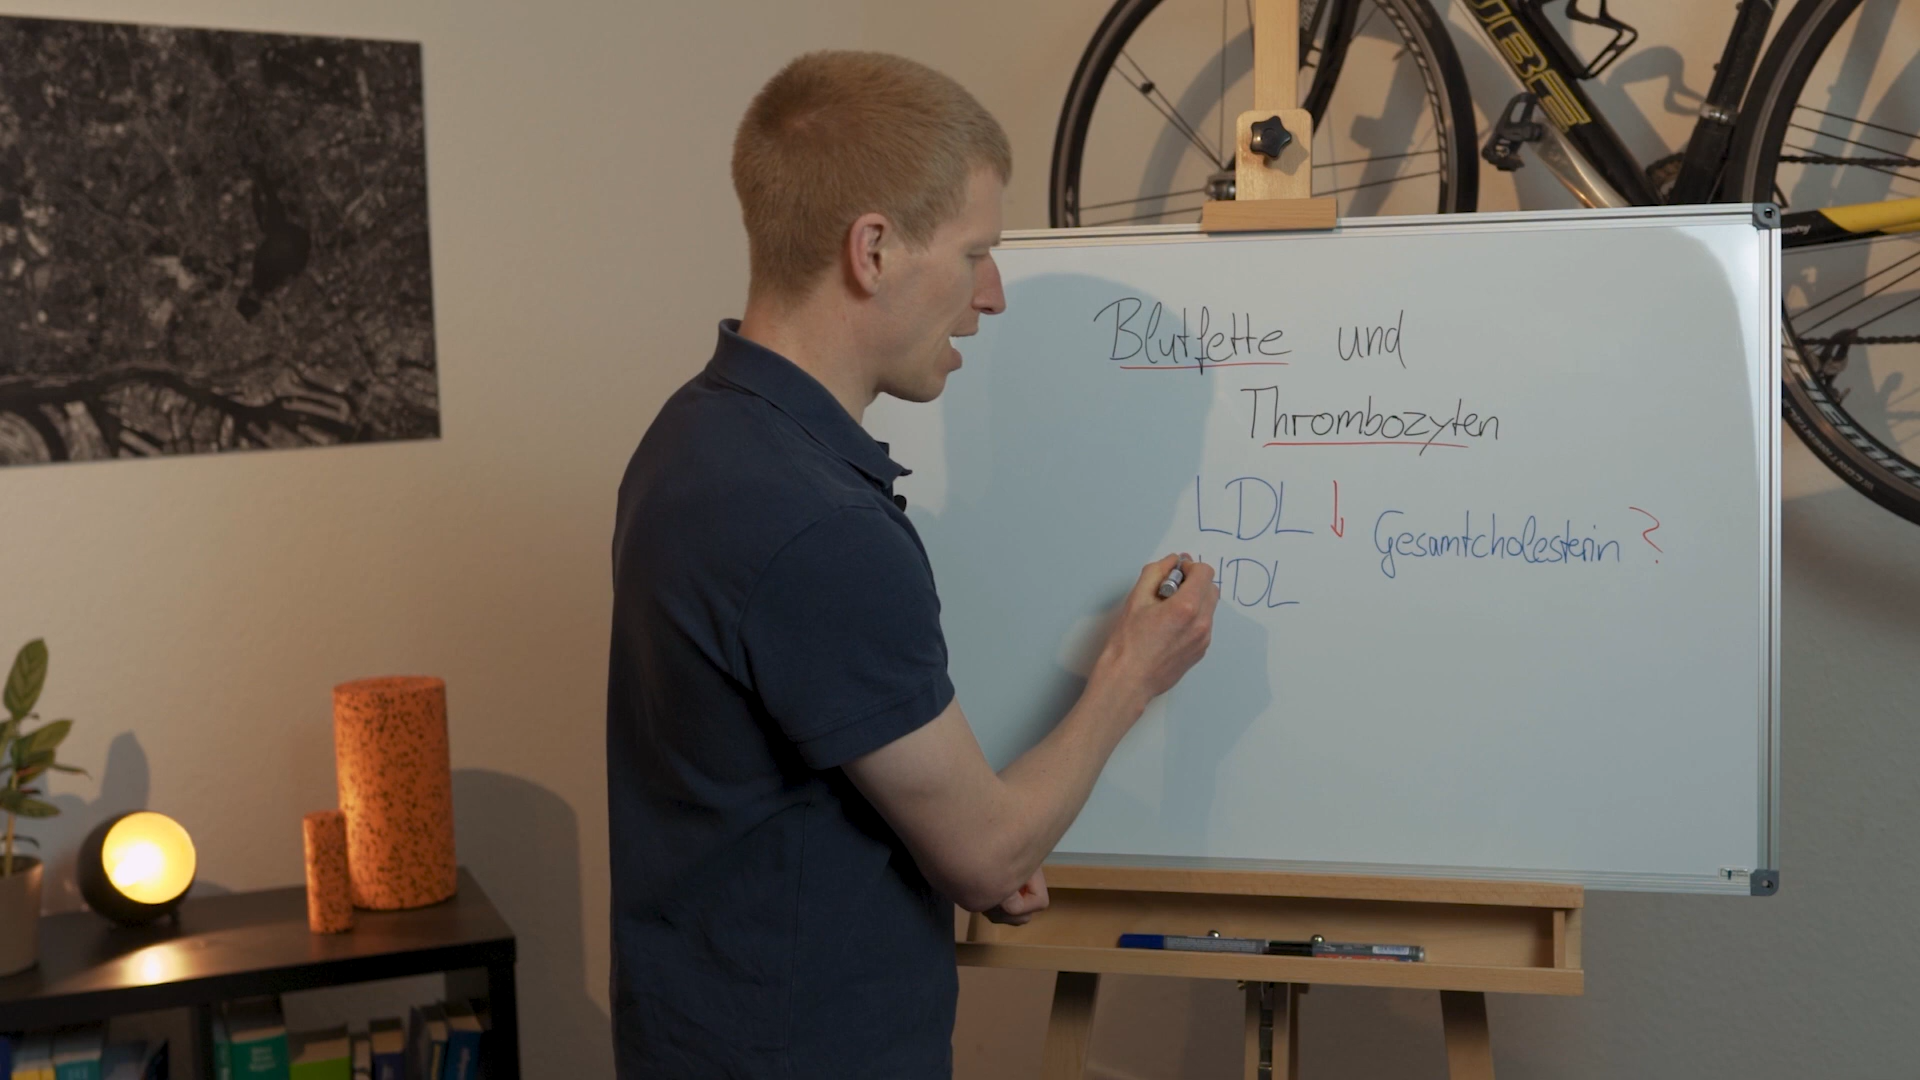 Blutfette und
Thrombozyten
LDL ↓ Gesamtcholesterin ?
HDL